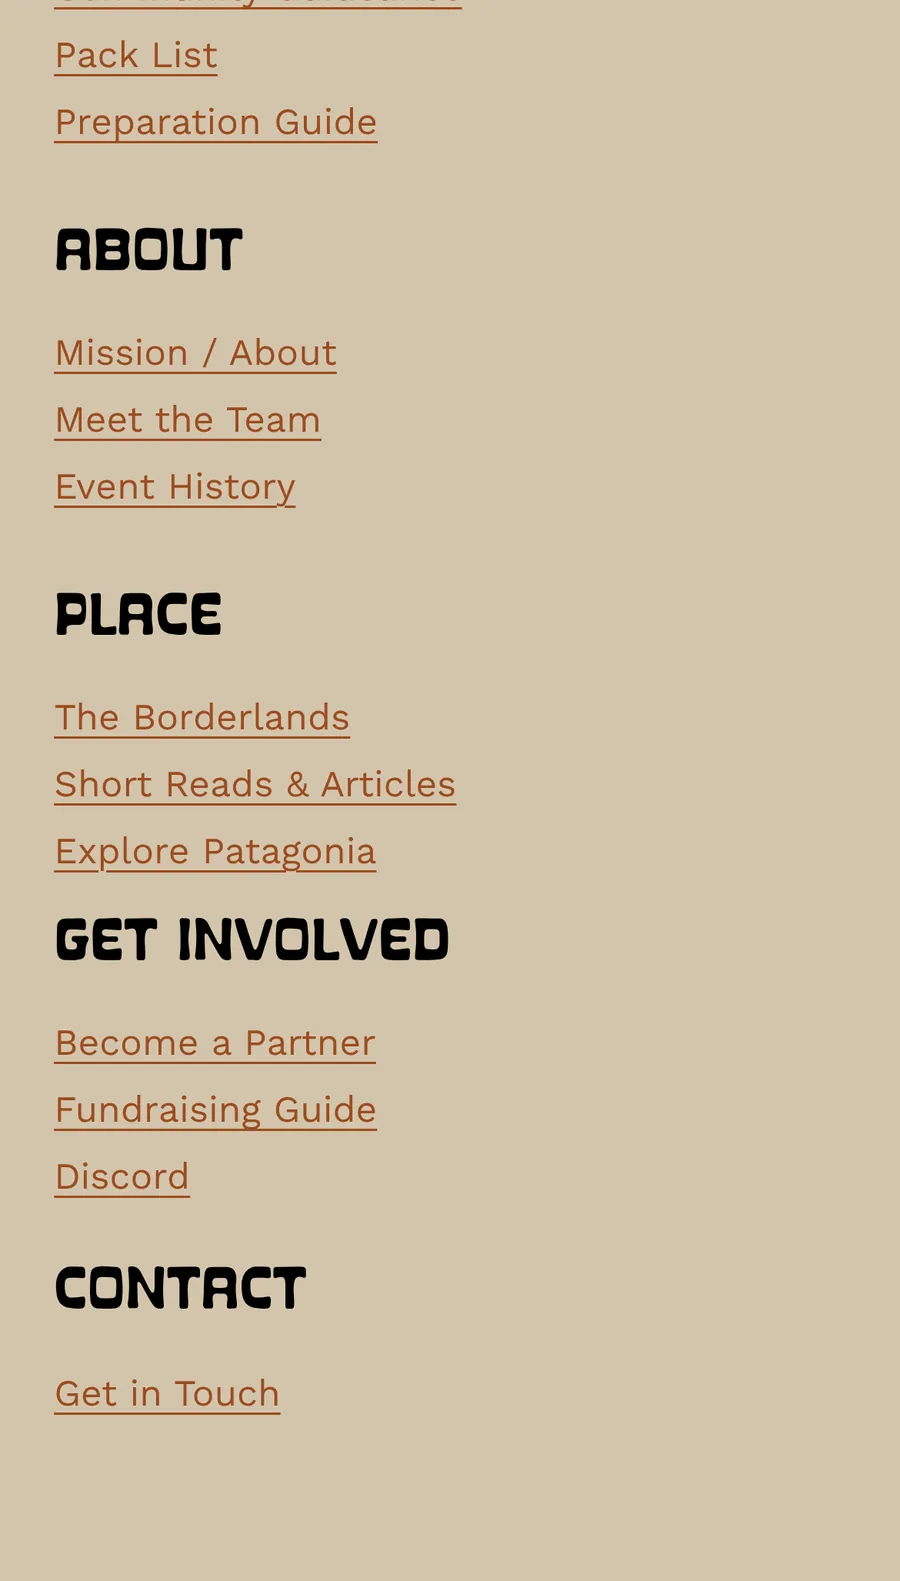 Pack List
Preparation Guide
ABOUT
Mission / About
Meet the Team
Event History
PLACE
The Borderlands
Short Reads & Articles
Explore Patagonia
GET INVOLVED
Become a Partner
Fundraising Guide
Discord
CONTACT
Get in Touch